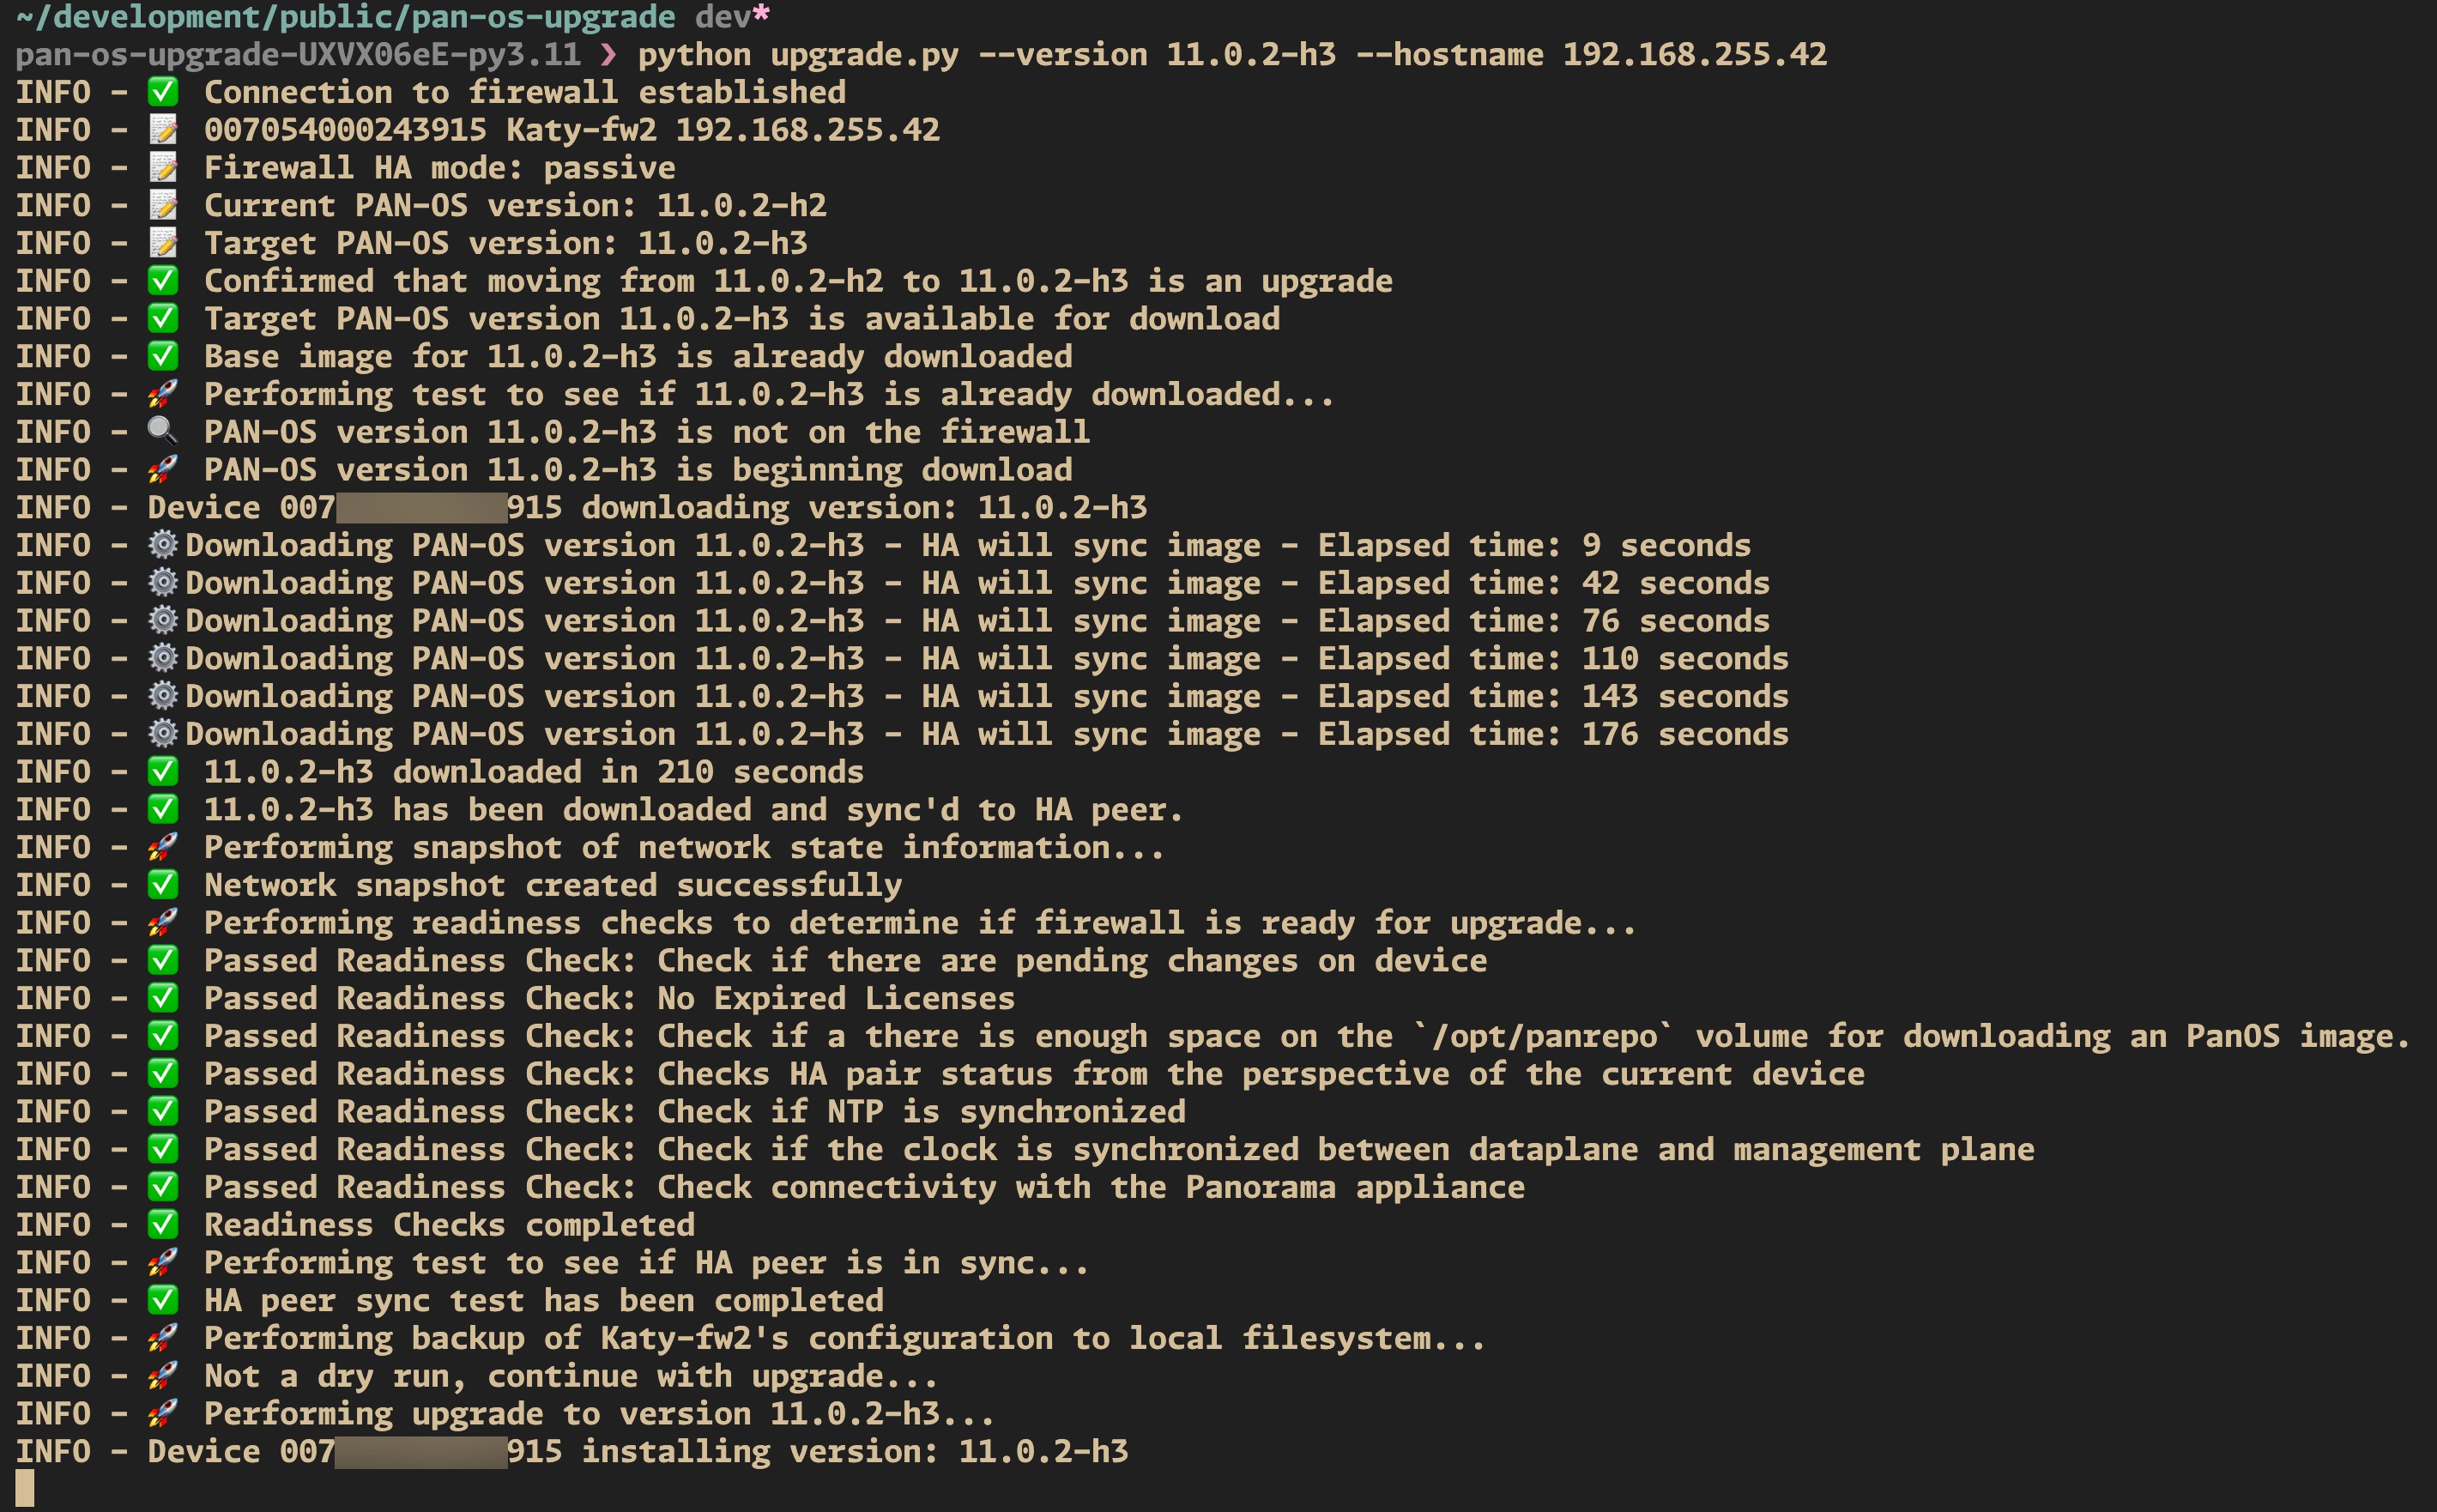 ~/development/public/pan-os-upgrade dev*
pan-os-upgrade-UXVX06eE-py3.11 ❯ python upgrade.py --version 11.0.2-h3 --hostname 192.168.255.42
INFO - ✅ Connection to firewall established
INFO - 📝 007054000243915 Katy-fw2 192.168.255.42
INFO - 📝 Firewall HA mode: passive
INFO - 📝 Current PAN-OS version: 11.0.2-h2
INFO - 📝 Target PAN-OS version: 11.0.2-h3
INFO - ✅ Confirmed that moving from 11.0.2-h2 to 11.0.2-h3 is an upgrade
INFO - ✅ Target PAN-OS version 11.0.2-h3 is available for download
INFO - ✅ Base image for 11.0.2-h3 is already downloaded
INFO - 🚀 Performing test to see if 11.0.2-h3 is already downloaded...
INFO - 🔍 PAN-OS version 11.0.2-h3 is not on the firewall
INFO - 🚀 PAN-OS version 11.0.2-h3 is beginning download
INFO - Device 007 915 downloading version: 11.0.2-h3
INFO - ⚙️Downloading PAN-OS version 11.0.2-h3 - HA will sync image - Elapsed time: 9 seconds
INFO - ⚙️Downloading PAN-OS version 11.0.2-h3 - HA will sync image - Elapsed time: 42 seconds
INFO - ⚙️Downloading PAN-OS version 11.0.2-h3 - HA will sync image - Elapsed time: 76 seconds
INFO - ⚙️Downloading PAN-OS version 11.0.2-h3 - HA will sync image - Elapsed time: 110 seconds
INFO - ⚙️Downloading PAN-OS version 11.0.2-h3 - HA will sync image - Elapsed time: 143 seconds
INFO - ⚙️Downloading PAN-OS version 11.0.2-h3 - HA will sync image - Elapsed time: 176 seconds
INFO - ✅ 11.0.2-h3 downloaded in 210 seconds
INFO - ✅ 11.0.2-h3 has been downloaded and sync'd to HA peer.
INFO - 🚀 Performing snapshot of network state information...
INFO - ✅ Network snapshot created successfully
INFO - 🚀 Performing readiness checks to determine if firewall is ready for upgrade...
INFO - ✅ Passed Readiness Check: Check if there are pending changes on device
INFO - ✅ Passed Readiness Check: No Expired Licenses
INFO - ✅ Passed Readiness Check: Check if a there is enough space on the `/opt/panrepo` volume for downloading an PanOS image.
INFO - ✅ Passed Readiness Check: Checks HA pair status from the perspective of the current device
INFO - ✅ Passed Readiness Check: Check if NTP is synchronized
INFO - ✅ Passed Readiness Check: Check if the clock is synchronized between dataplane and management plane
INFO - ✅ Passed Readiness Check: Check connectivity with the Panorama appliance
INFO - ✅ Readiness Checks completed
INFO - 🚀 Performing test to see if HA peer is in sync...
INFO - ✅ HA peer sync test has been completed
INFO - 🚀 Performing backup of Katy-fw2's configuration to local filesystem...
INFO - 🚀 Not a dry run, continue with upgrade...
INFO - 🚀 Performing upgrade to version 11.0.2-h3...
INFO - Device 007 915 installing version: 11.0.2-h3